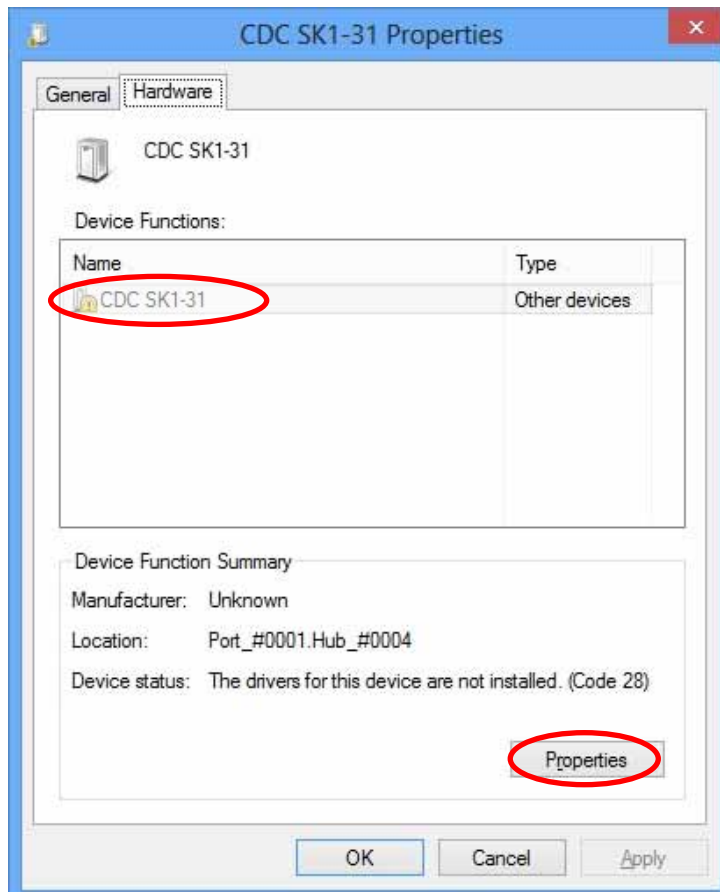 CDC SK1-31 Properties
General Hardware
CDC SK1-31
Device Functions:
Name Type
CDC SK1-31 Other devices
Device Function Summary
Manufacturer: Unknown
Location: Port_#0001.Hub_#0004
Device status: The drivers for this device are not installed. (Code 28)
Properties
OK Cancel Apply